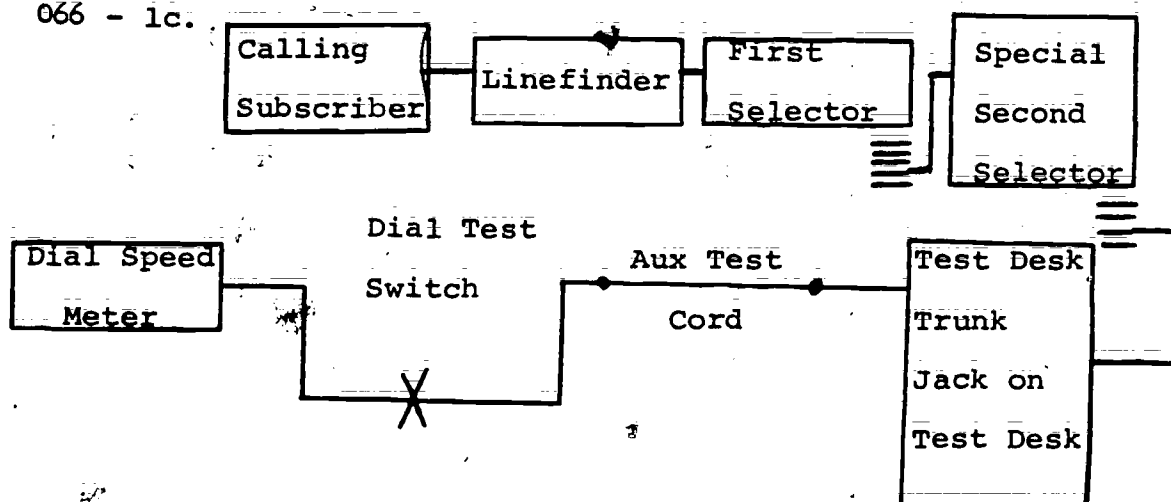 066 - 1c.
Calling
Subscriber
Linefinder
First
Selector
Special
Second
Selector
Dial Speed
Meter
Dial Test
Switch
Aux Test
Cord
Test Desk
Trunk
Jack on
Test Desk